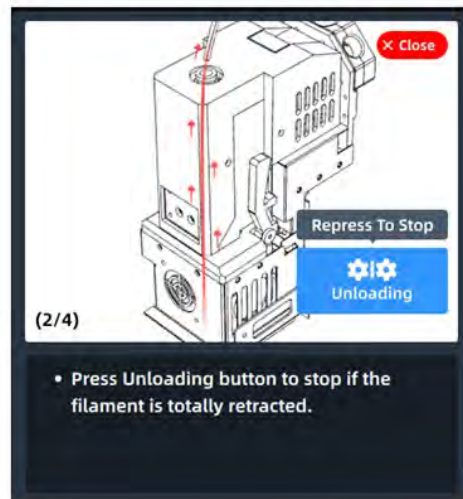 × Close
Repress To Stop
Unloading
(2/4)
• Press Unloading button to stop if the
filament is totally retracted.